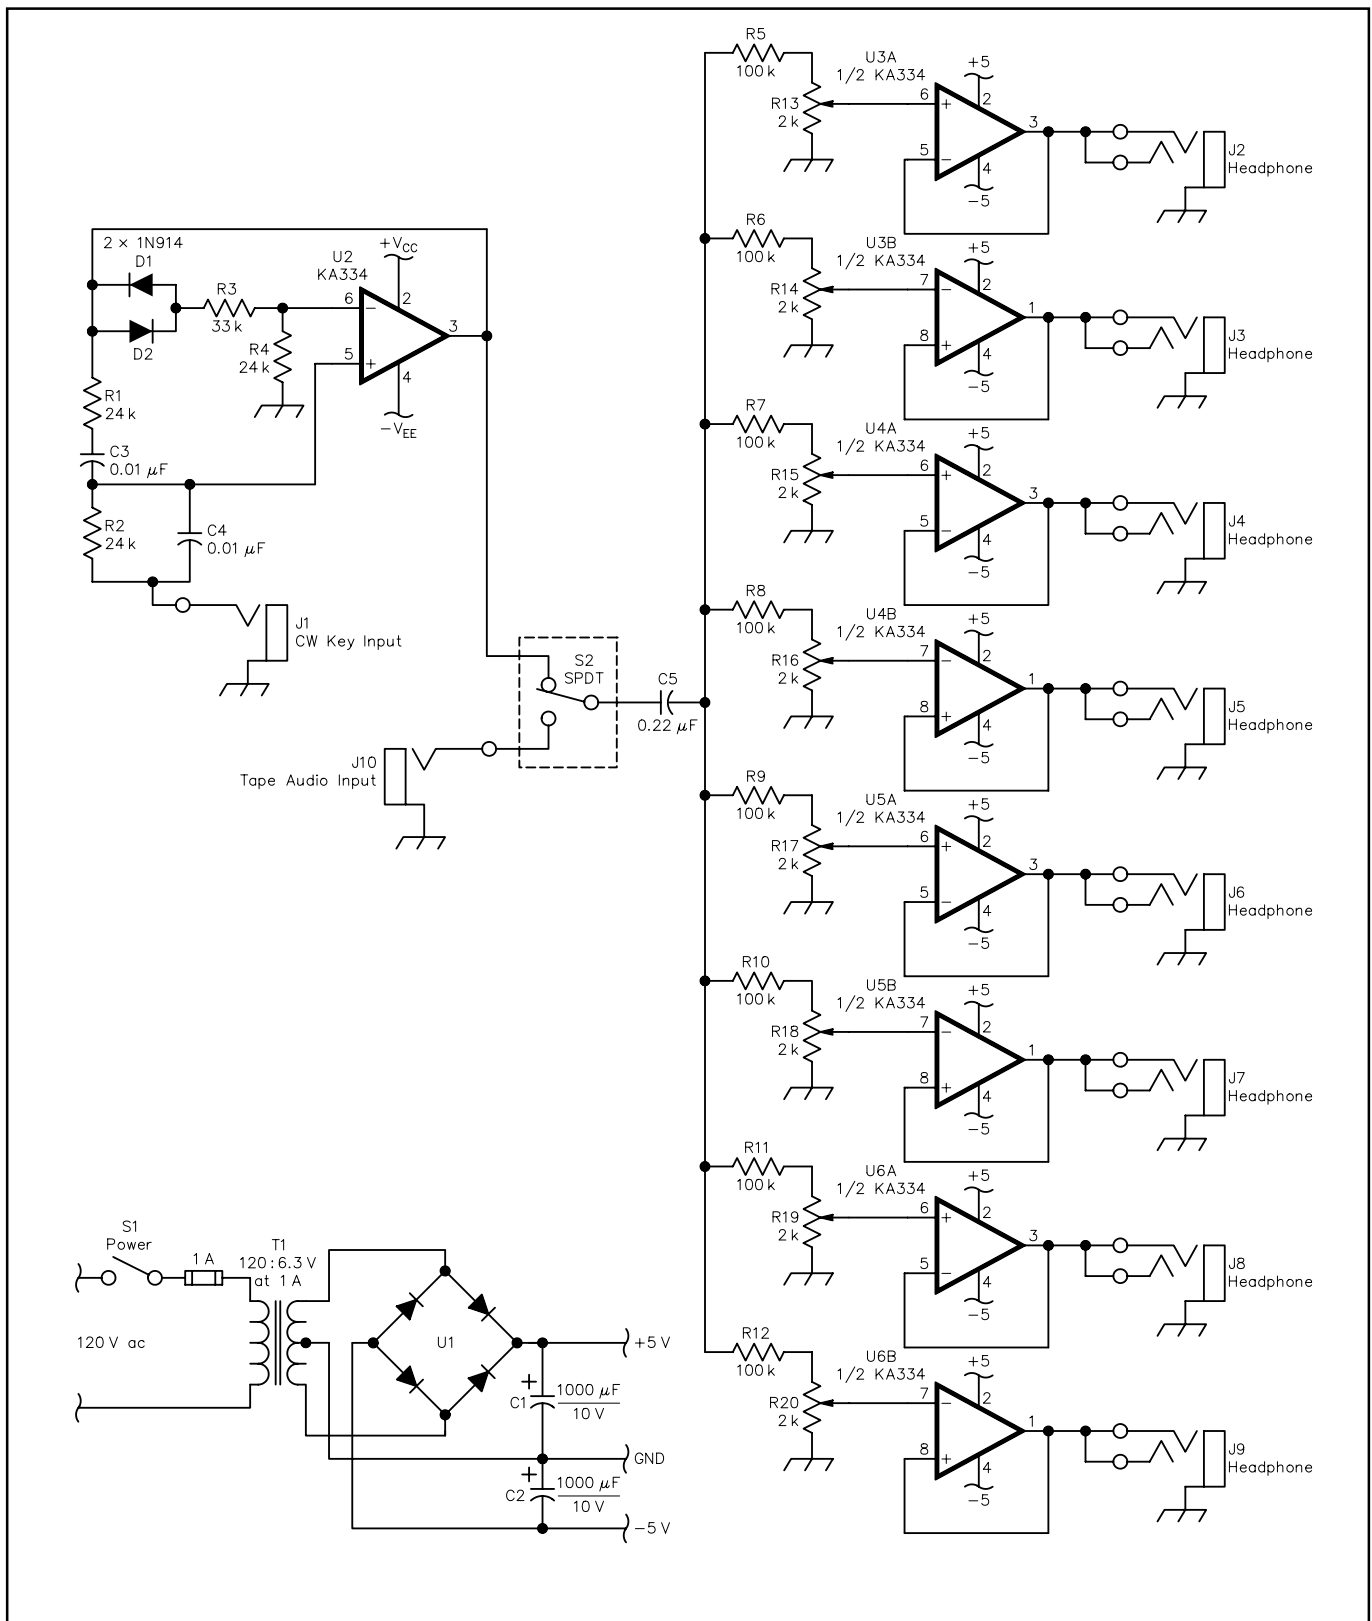 2 × 1N914
D1
D2
R3
33 k
R4
24 k
U2
KA334
+VCC
6
−
2
3
5
+
4
−VEE
R1
24 k
C3
0.01 μF
R2
24 k
C4
0.01 μF
J1
CW Key Input
S2
SPDT
J10
Tape Audio Input
C5
0.22 μF
R5
100 k
R13
2 k
U3A
1/2 KA334
+5
6
+
2
3
5
−
4
−5
J2
Headphone
R6
100 k
R14
2 k
U3B
1/2 KA334
+5
7
−
2
1
8
+
4
−5
J3
Headphone
R7
100 k
R15
2 k
U4A
1/2 KA334
+5
6
+
2
3
5
−
4
−5
J4
Headphone
R8
100 k
R16
2 k
U4B
1/2 KA334
+5
7
−
2
1
8
+
4
−5
J5
Headphone
R9
100 k
R17
2 k
U5A
1/2 KA334
+5
6
+
2
3
5
−
4
−5
J6
Headphone
R10
100 k
R18
2 k
U5B
1/2 KA334
+5
7
−
2
1
8
+
4
−5
J7
Headphone
R11
100 k
R19
2 k
U6A
1/2 KA334
+5
6
+
2
3
5
−
4
−5
J8
Headphone
R12
100 k
R20
2 k
U6B
1/2 KA334
+5
7
−
2
1
8
+
4
−5
J9
Headphone
S1
Power
1 A
T1
120:6.3 V
at 1 A
120 V ac
U1
+5 V
+
C1
1000 μF
10 V
GND
+
C2
1000 μF
10 V
−5 V